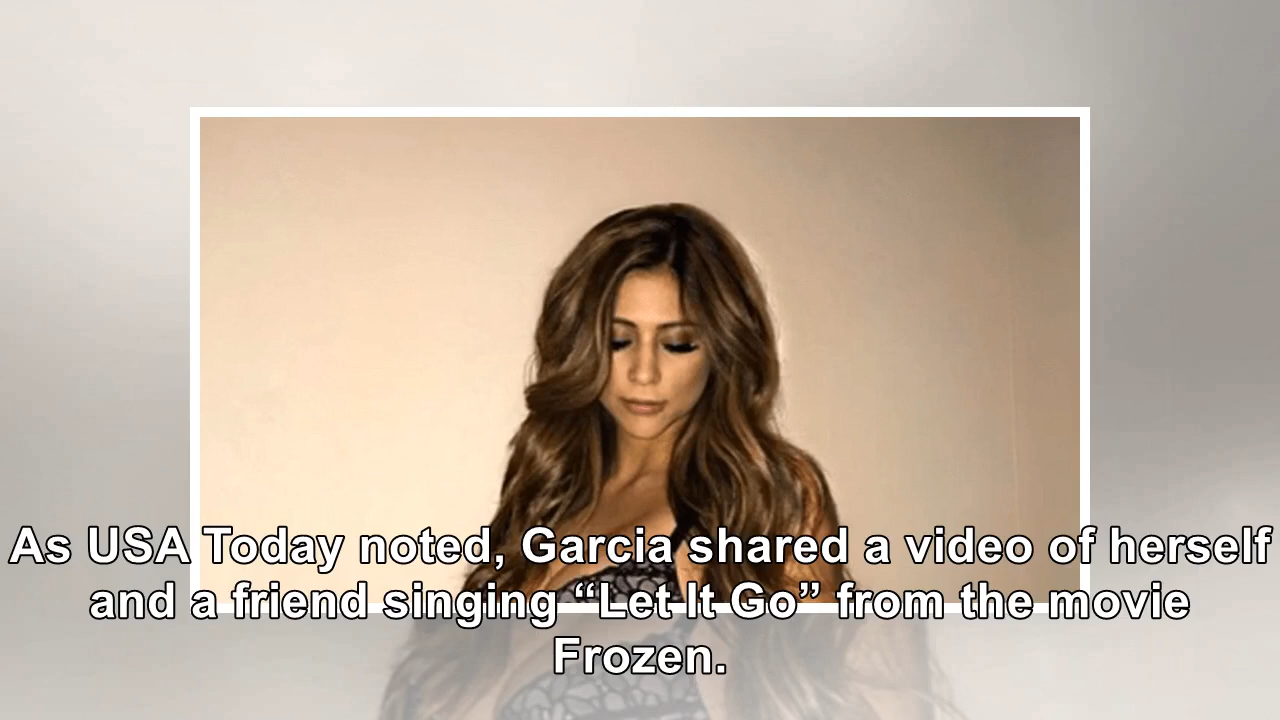 As USA Today noted, Garcia shared a video of herself
and a friend singing “Let It Go” from the movie
Frozen.